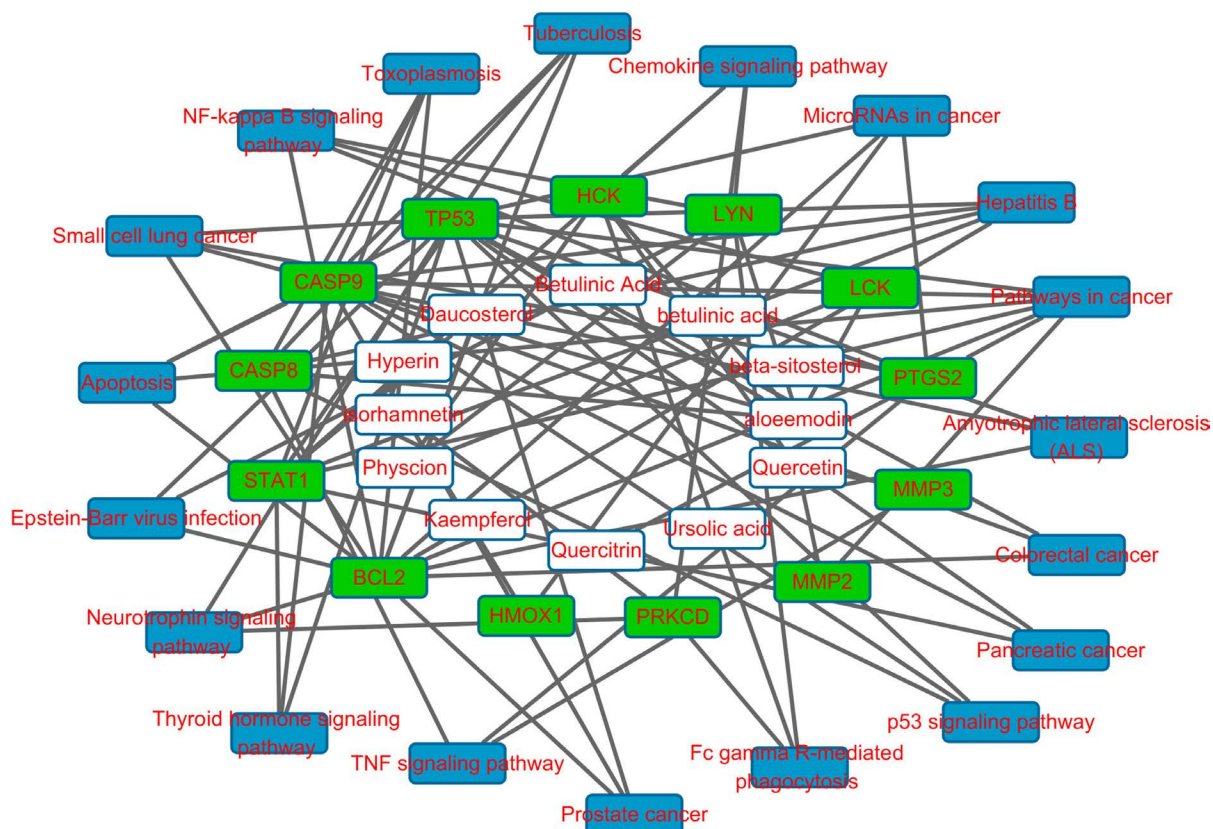 Tuberculosis
Toxoplasmosis
Chemokine signaling pathway
NF-kappa B signaling
pathway
MicroRNAs in cancer
HCK
LYN
TP53
Hepatitis B
Small cell lung cancer
CASP9
Betulinic Acid
LCK
Pathways in cancer
Daucosterol
betulinic acid
Hyperin
beta-sitosterol
Apoptosis
CASP8
PTGS2
Isorhamnetin
aloeemodin
Amyotrophic lateral sclerosis
(ALS)
Physcion
Quercetin
STAT1
MMP3
Epstein-Barr virus infection
Kaempferol
Ursolic acid
Quercitrin
Colorectal cancer
BCL2
MMP2
HMOX1
PRKCD
Neurotrophin signaling
pathway
Pancreatic cancer
Thyroid hormone signaling
pathway
p53 signaling pathway
TNF signaling pathway
Fc gamma R-mediated
phagocytosis
Prostate cancer